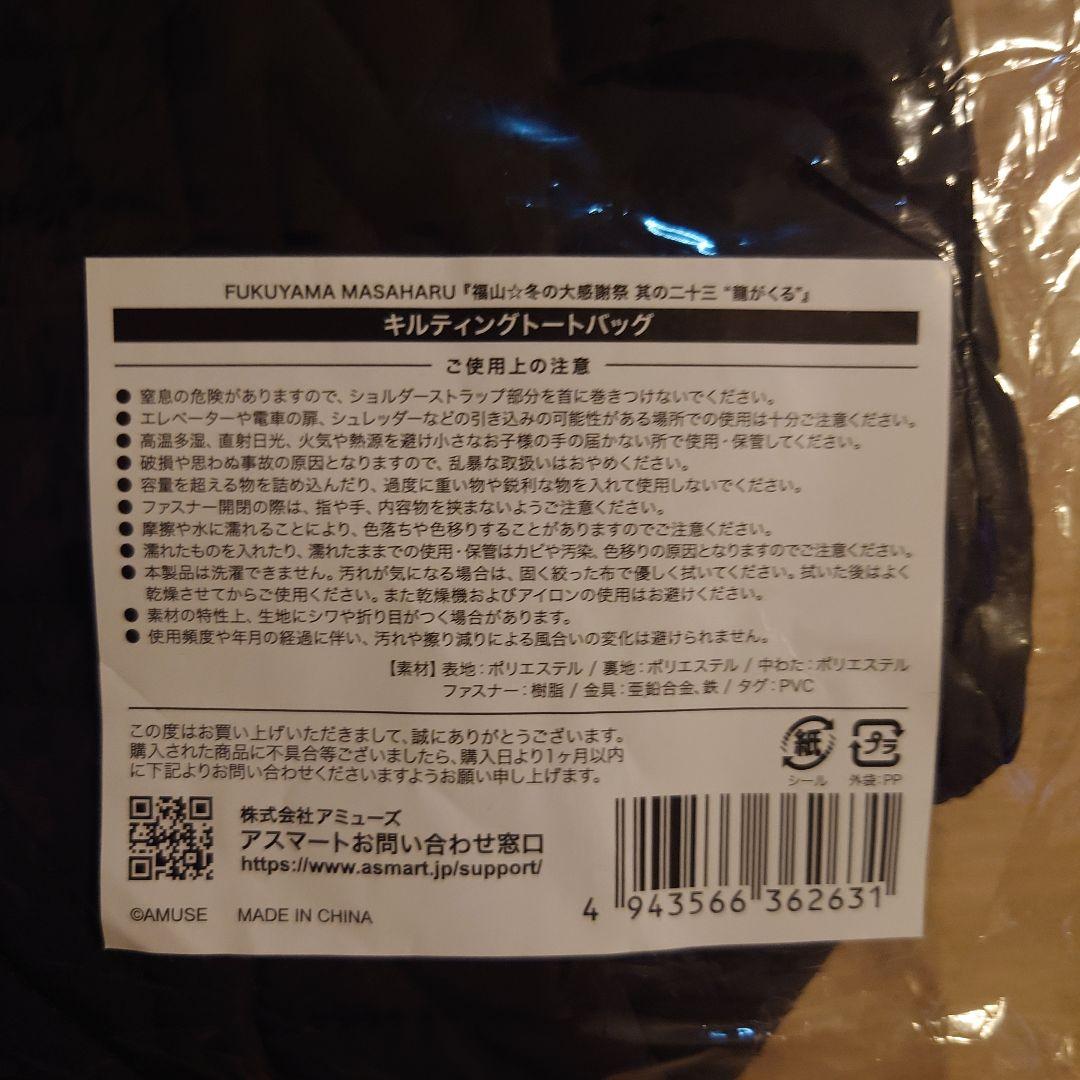 FUKUYAMA MASAHARU『福山☆冬の大感謝祭 其の二十三 “龍がくる”』
キルティングトートバッグ
ご使用上の注意
● 窒息の危険がありますので、ショルダーストラップ部分を首に巻きつけないでください。
● エレベーターや電車の扉、シュレッダーなどの引き込みの可能性がある場所での使用は十分ご注意ください。
● 高温多湿、直射日光、火気や熱源を避け小さなお子様の手の届かない所で使用・保管してください。
● 破損や思わぬ事故の原因となりますので、乱暴な取扱いはおやめください。
● 容量を超える物を詰め込んだり、過度に重い物や鋭利な物を入れて使用しないでください。
● ファスナー開閉の際は、指や手、内容物を挟まないようご注意ください。
● 摩擦や水に濡れることにより、色落ちや色移りすることがありますのでご注意ください。
● 濡れたものを入れたり、濡れたままでの使用・保管はカビや汚染、色移りの原因となりますのでご注意ください。
● 本製品は洗濯できません。汚れが気になる場合は、固く絞った布で優しく拭いてください。拭いた後はよく
乾燥させてからご使用ください。また乾燥機およびアイロンの使用はお避けください。
● 素材の特性上、生地にシワや折り目がつく場合があります。
● 使用頻度や年月の経過に伴い、汚れや擦り減りによる風合いの変化は避けられません。
【素材】表地：ポリエステル / 裏地：ポリエステル / 中わた：ポリエステル
ファスナー：樹脂 / 金具：亜鉛合金、鉄 / タグ：PVC
この度はお買い上げいただきまして、誠にありがとうございます。
購入された商品に不具合等ございましたら、購入日より1ヶ月以内
に下記よりお問い合わせくださいますようお願い申し上げます。
紙
シール
プラ
外袋：PP
株式会社アミューズ
アスマートお問い合わせ窓口
https://www.asmart.jp/support/
©AMUSE MADE IN CHINA
4 943566 362631